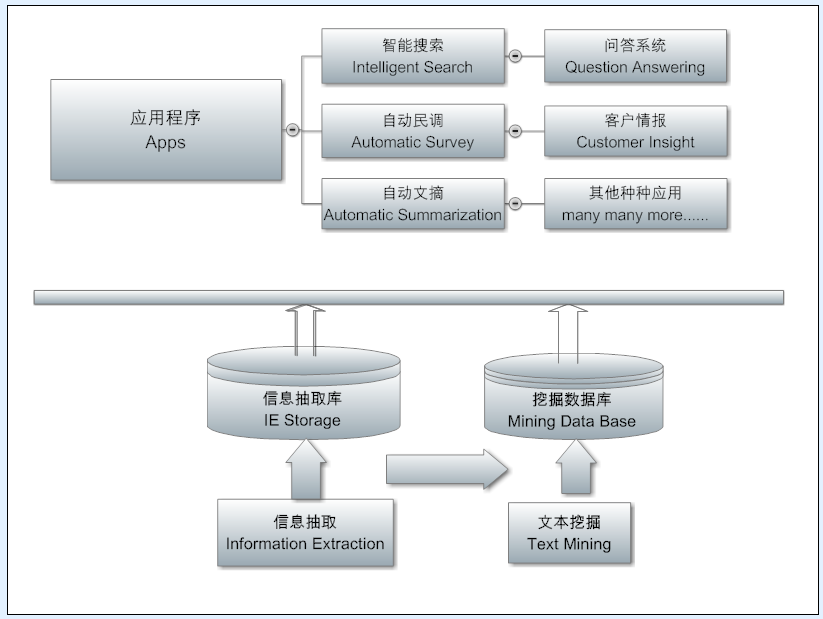 智能搜索
Intelligent Search
问答系统
Question Answering
应用程序
Apps
自动民调
Automatic Survey
客户情报
Customer Insight
自动文摘
Automatic Summarization
其他种种应用
many many more......
信息抽取库
IE Storage
挖掘数据库
Mining Data Base
信息抽取
Information Extraction
文本挖掘
Text Mining